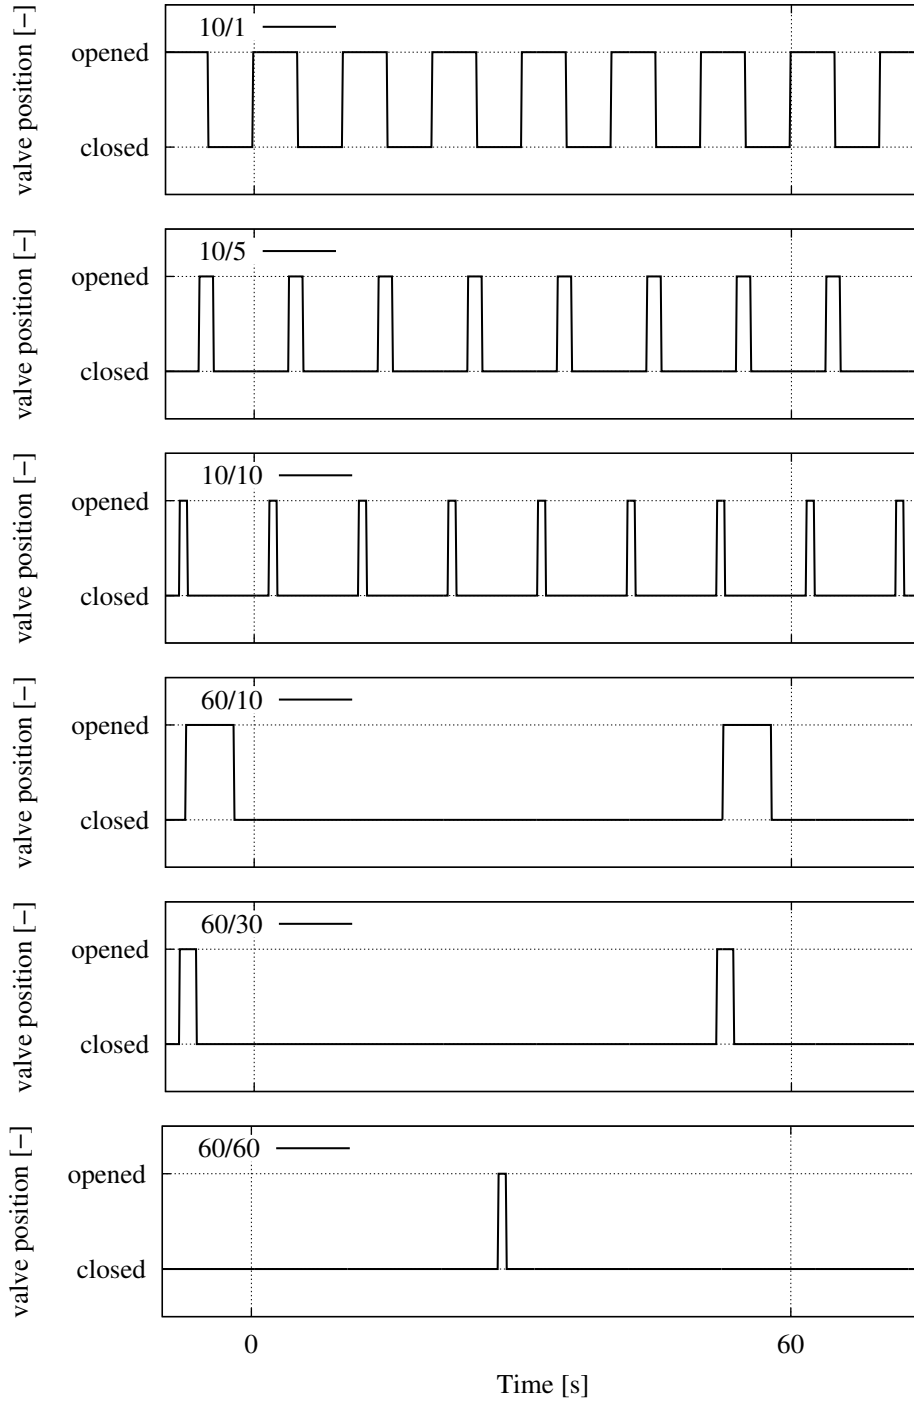 10/1
opened
closed
valve position [−]
10/5
opened
closed
valve position [−]
10/10
opened
closed
valve position [−]
60/10
opened
closed
valve position [−]
60/30
opened
closed
valve position [−]
60/60
opened
closed
valve position [−]
0 60
Time [s]